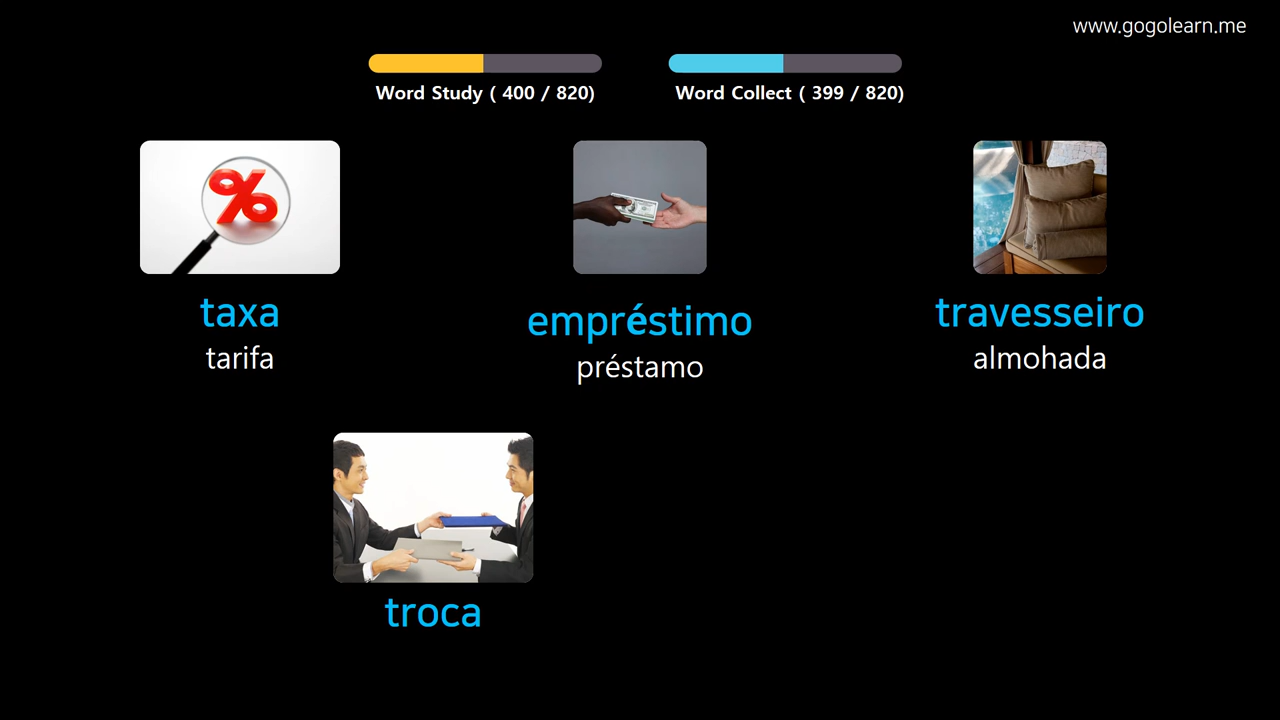 www.gogolearn.me
Word Study ( 400 / 820)
Word Collect ( 399 / 820)
%
taxa
tarifa
empréstimo
préstamo
travesseiro
almohada
troca